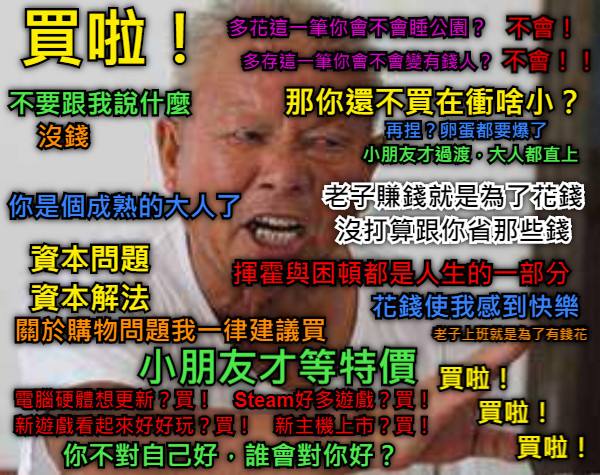 買啦！
多花這一筆你會不會睡公園？ 不會！
多存這一筆你會不會變有錢人？ 不會！！
不要跟我說什麼
沒錢
那你還不買在衝啥小？
再捏？卵蛋都要爆了
小朋友才過渡，大人都直上
你是個成熟的大人了
老子賺錢就是為了花錢
沒打算跟你省那些錢
資本問題
資本解法
揮霍與困頓都是人生的一部分
花錢使我感到快樂
關於購物問題我一律建議買
老子上班就是為了有錢花
小朋友才等特價
買啦！
電腦硬體想更新？買！ Steam好多遊戲？買！
買啦！
新遊戲看起來好好玩？買！ 新主機上市？買！
買啦！
你不對自己好，誰會對你好？